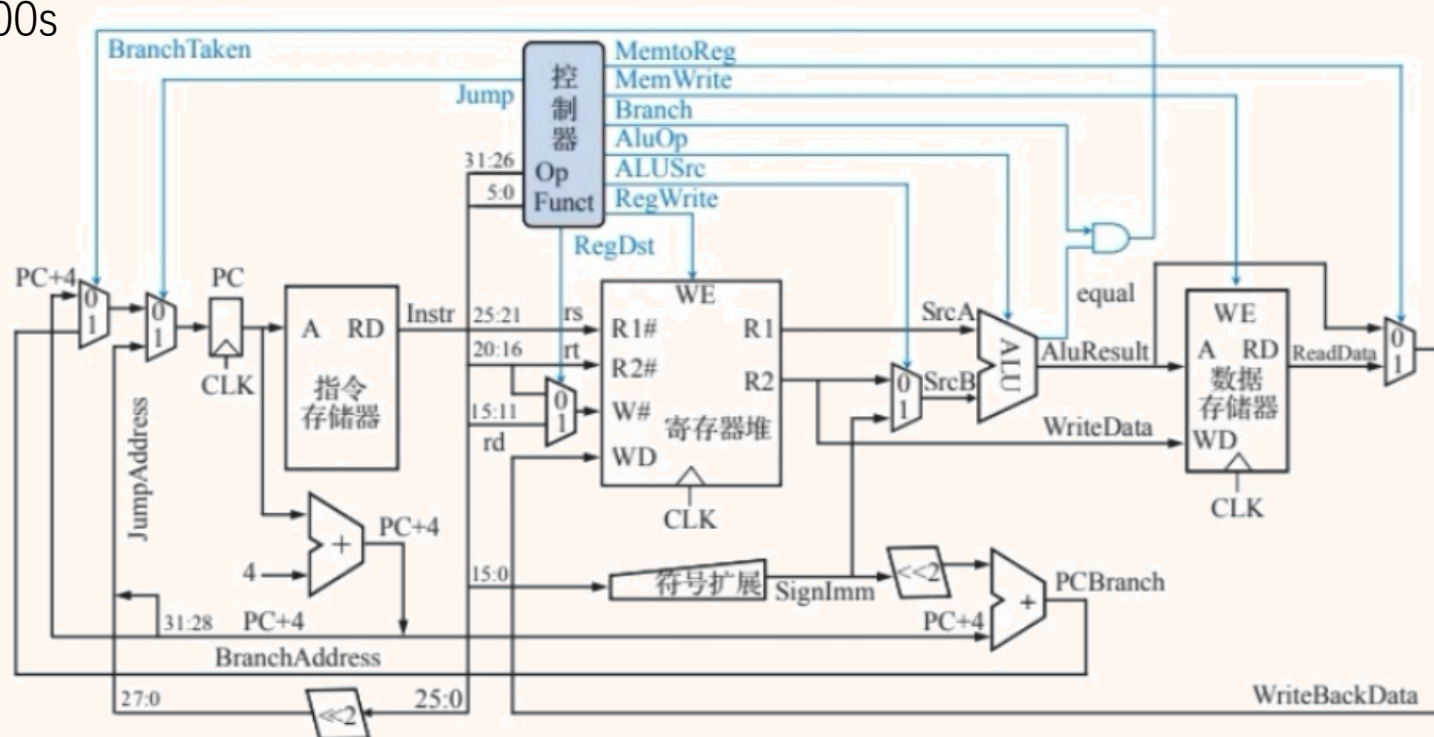 00s
BranchTaken
Jump
控制器
Op
Funct
MemtoReg
MemWrite
Branch
AluOp
ALUSrc
RegWrite
RegDst
31:26
5:0
PC+4
0
1
0
1
PC
CLK
A RD
指令
存储器
Instr
25:21 rs
20:16 rt
15:11
rd
0
1
WE
R1#
R2#
W#
WD
R1
R2
寄存器堆
CLK
0
1
SrcA
SrcB
ALU
equal
AluResult
WriteData
WE
A RD
数据
存储器
WD
CLK
ReadData
0
1
JumpAddress
4
+
PC+4
15:0
符号扩展
SignImm
<<2
+
PCBranch
PC+4
31:28
PC+4
BranchAddress
27:0
≪2
25:0
WriteBackData